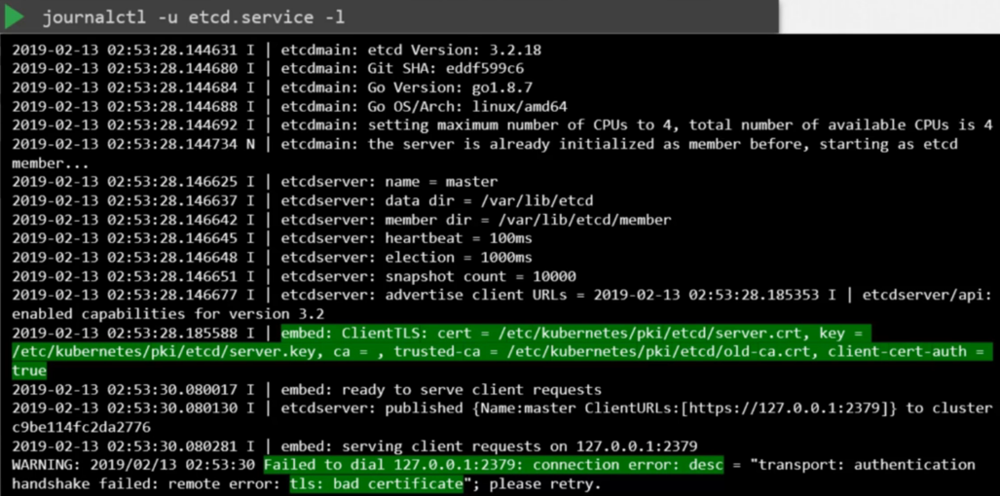 journalctl -u etcd.service -l
2019-02-13 02:53:28.144631 I | etcdmain: etcd Version: 3.2.18
2019-02-13 02:53:28.144680 I | etcdmain: Git SHA: eddf599c6
2019-02-13 02:53:28.144684 I | etcdmain: Go Version: go1.8.7
2019-02-13 02:53:28.144688 I | etcdmain: Go OS/Arch: linux/amd64
2019-02-13 02:53:28.144692 I | etcdmain: setting maximum number of CPUs to 4, total number of available CPUs is 4
2019-02-13 02:53:28.144734 N | etcdmain: the server is already initialized as member before, starting as etcd
member...
2019-02-13 02:53:28.146625 I | etcdserver: name = master
2019-02-13 02:53:28.146637 I | etcdserver: data dir = /var/lib/etcd
2019-02-13 02:53:28.146642 I | etcdserver: member dir = /var/lib/etcd/member
2019-02-13 02:53:28.146645 I | etcdserver: heartbeat = 100ms
2019-02-13 02:53:28.146648 I | etcdserver: election = 1000ms
2019-02-13 02:53:28.146651 I | etcdserver: snapshot count = 10000
2019-02-13 02:53:28.146677 I | etcdserver: advertise client URLs = 2019-02-13 02:53:28.185353 I | etcdserver/api:
enabled capabilities for version 3.2
2019-02-13 02:53:28.185588 I | embed: ClientTLS: cert = /etc/kubernetes/pki/etcd/server.crt, key =
/etc/kubernetes/pki/etcd/server.key, ca = , trusted-ca = /etc/kubernetes/pki/etcd/old-ca.crt, client-cert-auth =
true
2019-02-13 02:53:30.080017 I | embed: ready to serve client requests
2019-02-13 02:53:30.080130 I | etcdserver: published {Name:master ClientURLs:[https://127.0.0.1:2379]} to cluster
c9be114fc2da2776
2019-02-13 02:53:30.080281 I | embed: serving client requests on 127.0.0.1:2379
WARNING: 2019/02/13 02:53:30 Failed to dial 127.0.0.1:2379: connection error: desc = "transport: authentication
handshake failed: remote error: tls: bad certificate"; please retry.